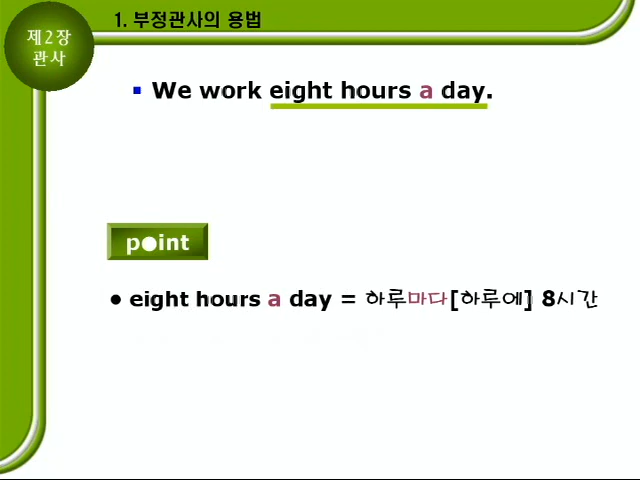 제2장
관사
1. 부정관사의 용법
▪ We work eight hours a day.
point
● eight hours a day = 하루마다[하루에] 8시간